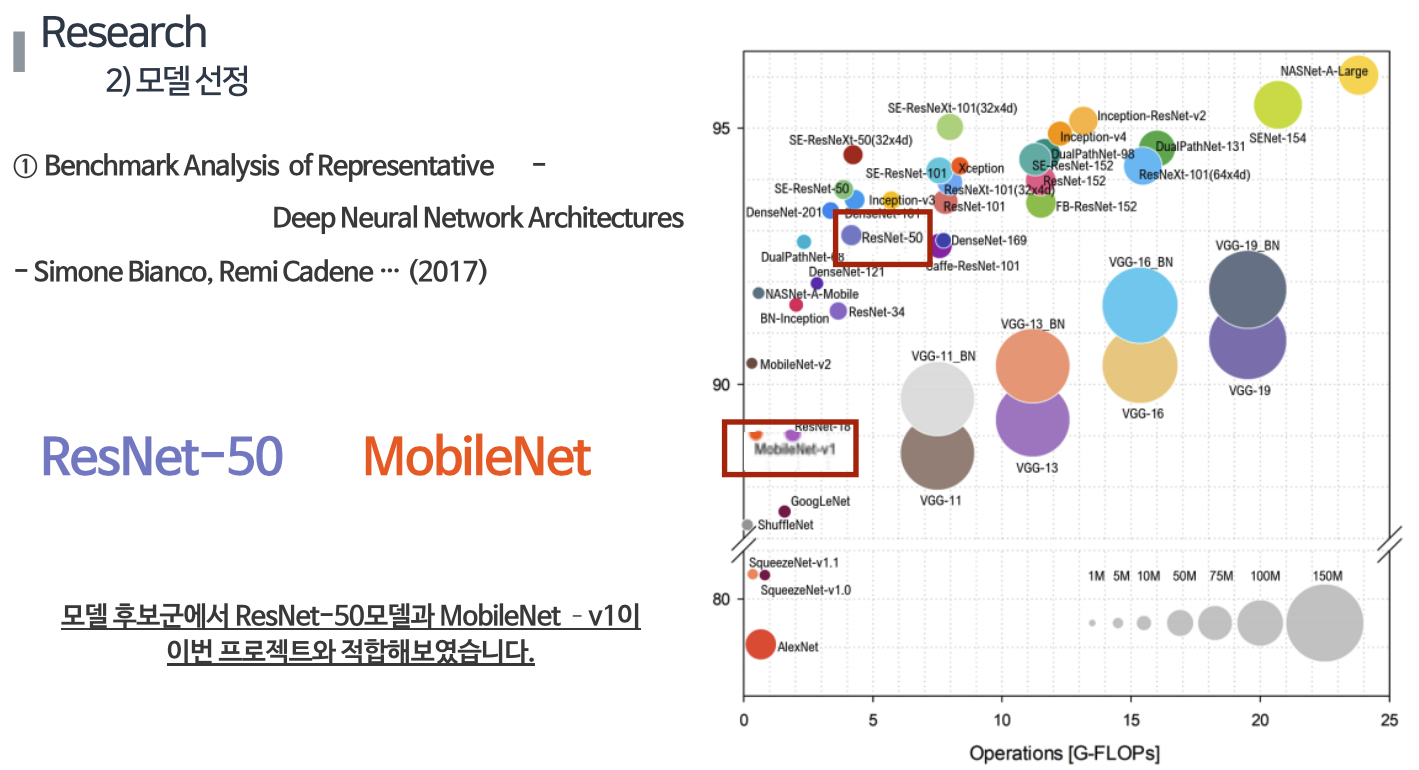 Research
2) 모델 선정
① Benchmark Analysis of Representative –
Deep Neural Network Architectures
- Simone Bianco, Remi Cadene … (2017)
ResNet-50 MobileNet
모델 후보군에서 ResNet-50모델과 MobileNet - v1이
이번 프로젝트와 적합해보였습니다.
NASNet-A-Large
SE-ResNeXt-101(32x4d)
Inception-ResNet-v2
95
Inception-v4
SENet-154
SE-ResNeXt-50(32x4d)
DualPathNet-131
DualPathNet-98
SE-ResNet-152
Xception
SE-ResNet-101
ResNeXt-101(64x4d)
ResNet-152
SE-ResNet-50
ResNeXt-101(32x4d)
Inception-v3
ResNet-101
FB-ResNet-152
DenseNet-201
DenseNet-161
ResNet-50
DenseNet-169
VGG-19_BN
DualPathNet-68
VGG-16_BN
Caffe-ResNet-101
DenseNet-121
NASNet-A-Mobile
ResNet-34
BN-Inception
VGG-13_BN
VGG-11_BN
MobileNet-v2
90
VGG-19
VGG-16
ResNet-18
MobileNet-v1
VGG-13
VGG-11
GoogLeNet
ShuffleNet
SqueezeNet-v1.1
SqueezeNet-v1.0
1M 5M 10M 50M 75M 100M 150M
80
AlexNet
0 5 10 15 20 25
Operations [G-FLOPs]